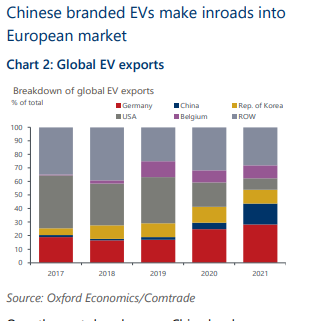 Chinese branded EVs make inroads into
European market
Chart 2: Global EV exports
Breakdown of global EV exports
% of total
Germany China Rep. of Korea
USA Belgium ROW
100
90
80
70
60
50
40
30
20
10
0
2017 2018 2019 2020 2021
Source: Oxford Economics/Comtrade